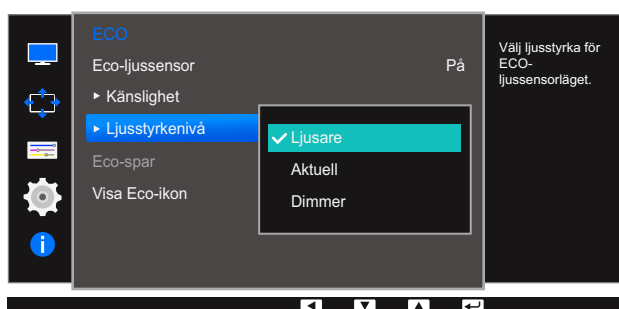 ECO
Eco-ljussensor På
▸ Känslighet
▸ Ljusstyrkenivå
Eco-spar
Visa Eco-ikon
✓ Ljusare
Aktuell
Dimmer
Välj ljusstyrka för
ECO-
ljussensorläget.